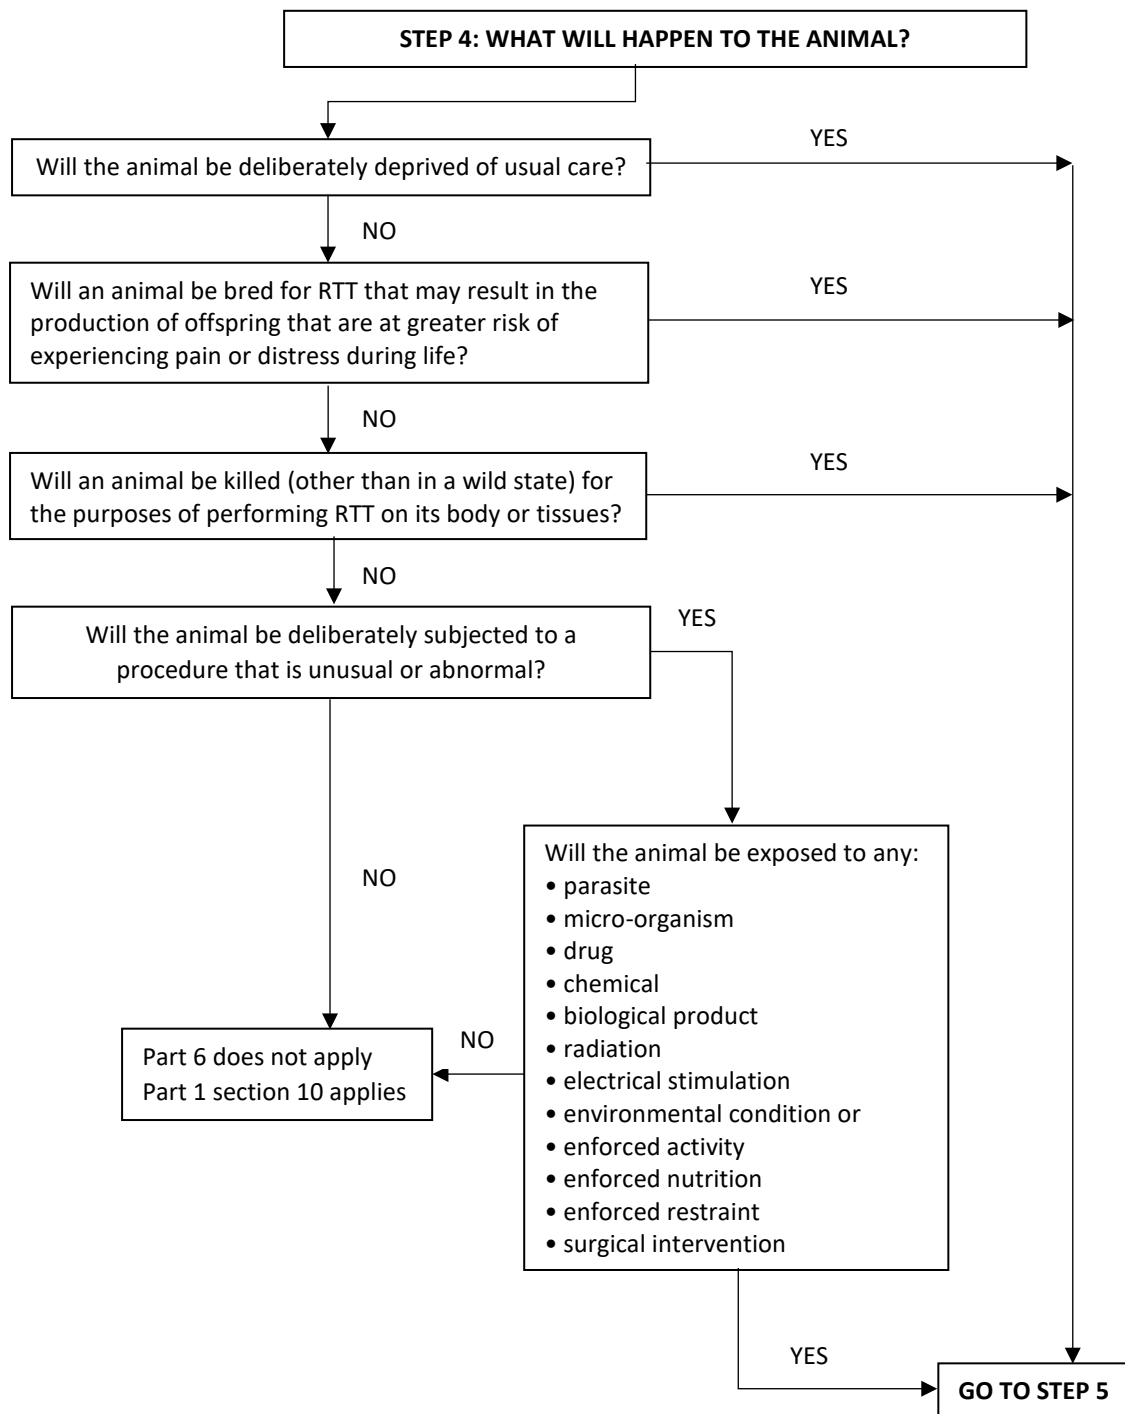 STEP 4: WHAT WILL HAPPEN TO THE ANIMAL?
Will the animal be deliberately deprived of usual care?
YES
NO
Will an animal be bred for RTT that may result in the
production of offspring that are at greater risk of
experiencing pain or distress during life?
YES
NO
Will an animal be killed (other than in a wild state) for
the purposes of performing RTT on its body or tissues?
YES
NO
Will the animal be deliberately subjected to a
procedure that is unusual or abnormal?
YES
NO
Will the animal be exposed to any:
• parasite
• micro-organism
• drug
• chemical
• biological product
• radiation
• electrical stimulation
• environmental condition or
• enforced activity
• enforced nutrition
• enforced restraint
• surgical intervention
NO
Part 6 does not apply
Part 1 section 10 applies
YES
GO TO STEP 5